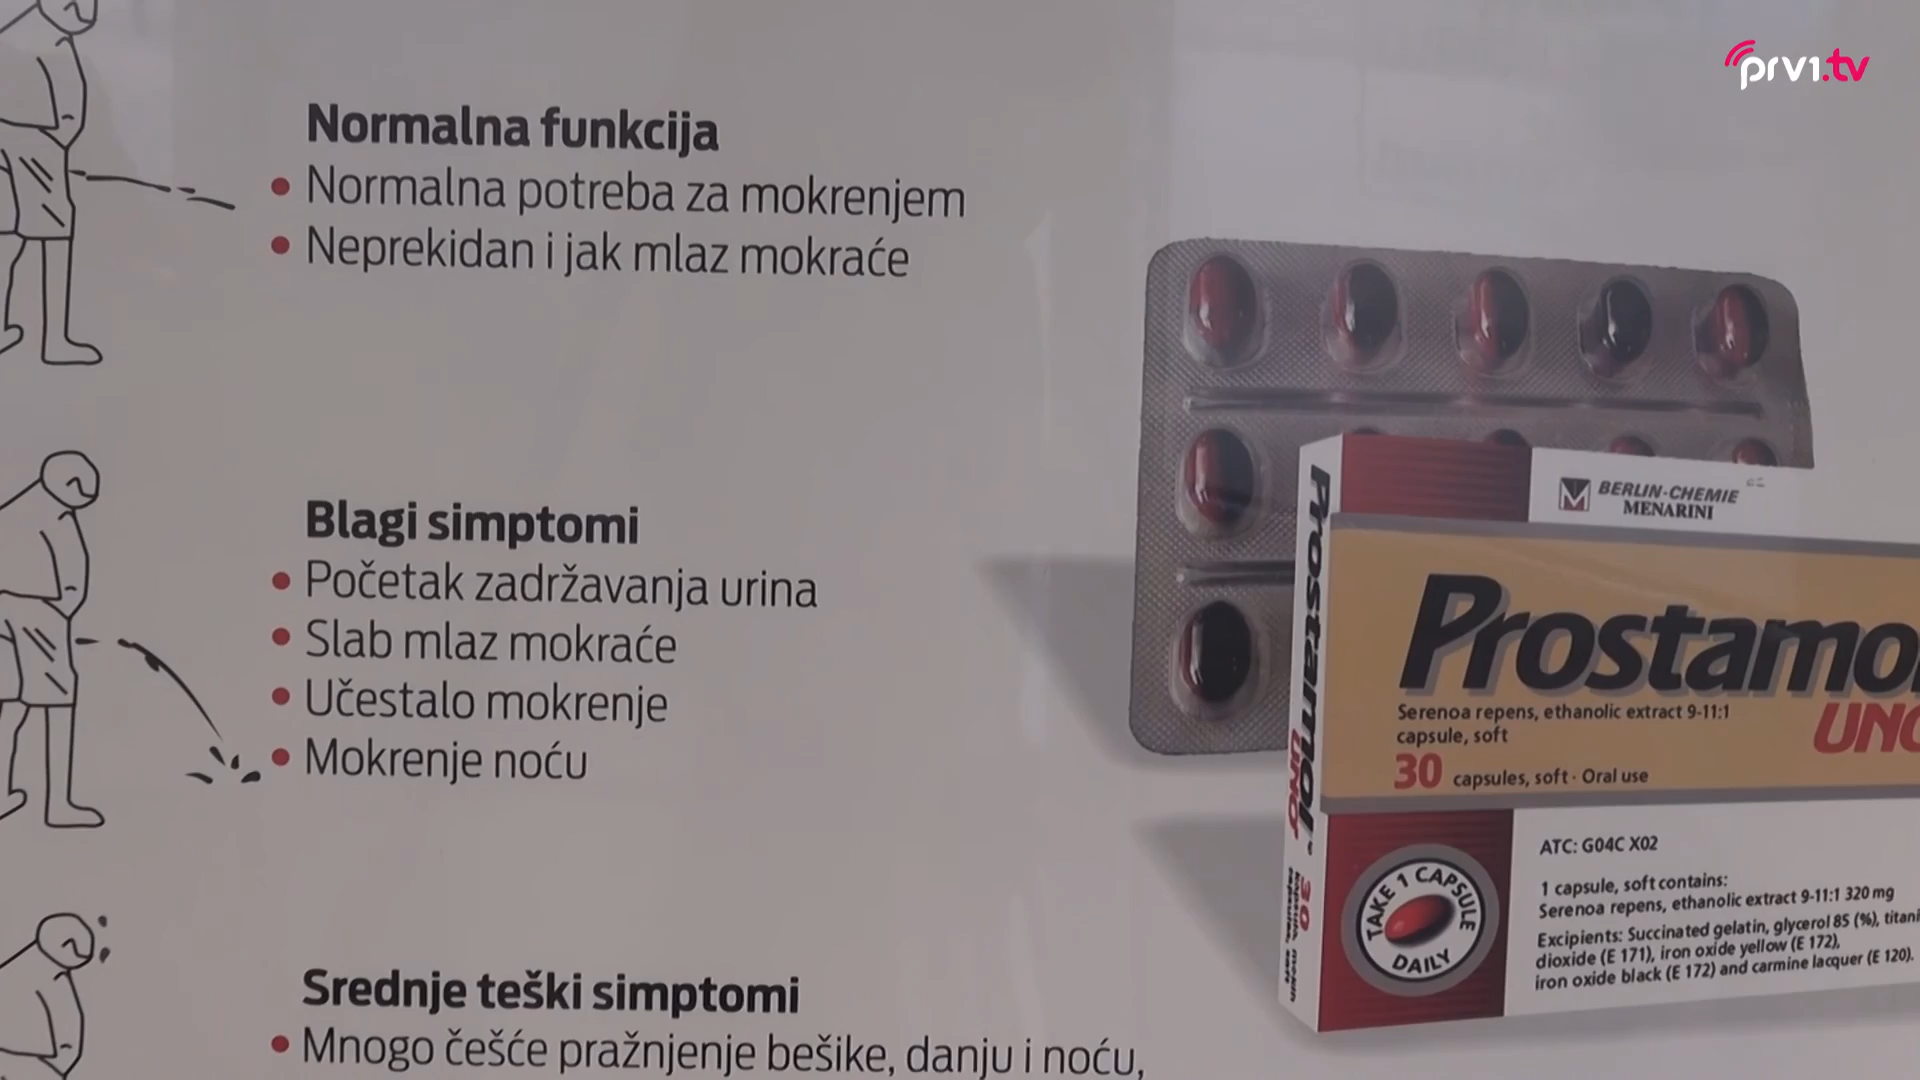 prv1.tv
Normalna funkcija
• Normalna potreba za mokrenjem
• Neprekidan i jak mlaz mokraće
Blagi simptomi
• Početak zadržavanja urina
• Slab mlaz mokraće
• Učestalo mokrenje
• Mokrenje noću
Srednje teški simptomi
• Mnogo češće pražnjenje bešike, danju i noću,
BERLIN-CHEMIE
MENARINI
Prostamol
UNO
Serenoa repens, ethanolic extract 9-11:1
capsule, soft
30 capsules, soft · Oral use
ATC: G04C X02
1 capsule, soft contains:
Serenoa repens, ethanolic extract 9-11:1 320 mg
Excipients: Succinated gelatin, glycerol 85 (%), titani
dioxide (E 171), iron oxide yellow (E 172),
iron oxide black (E 172) and carmine lacquer (E 120).
TAKE 1 CAPSULE
DAILY
Prostamol
UNO
30